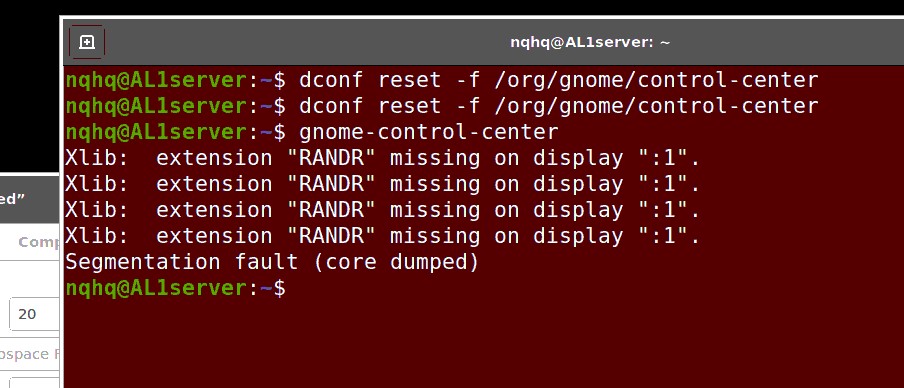 nqhq@AL1server: ~
nqhq@AL1server:~$ dconf reset -f /org/gnome/control-center
nqhq@AL1server:~$ dconf reset -f /org/gnome/control-center
nqhq@AL1server:~$ gnome-control-center
Xlib:  extension "RANDR" missing on display ":1".
Xlib:  extension "RANDR" missing on display ":1".
Xlib:  extension "RANDR" missing on display ":1".
Xlib:  extension "RANDR" missing on display ":1".
Segmentation fault (core dumped)
nqhq@AL1server:~$
ed”
Comp
20